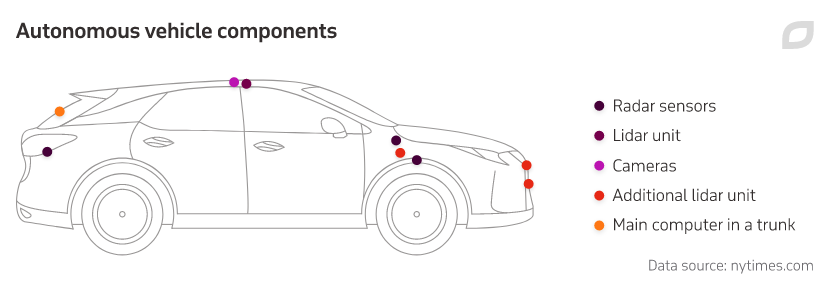 Autonomous vehicle components
Radar sensors
Lidar unit
Cameras
Additional lidar unit
Main computer in a trunk
Data source: nytimes.com